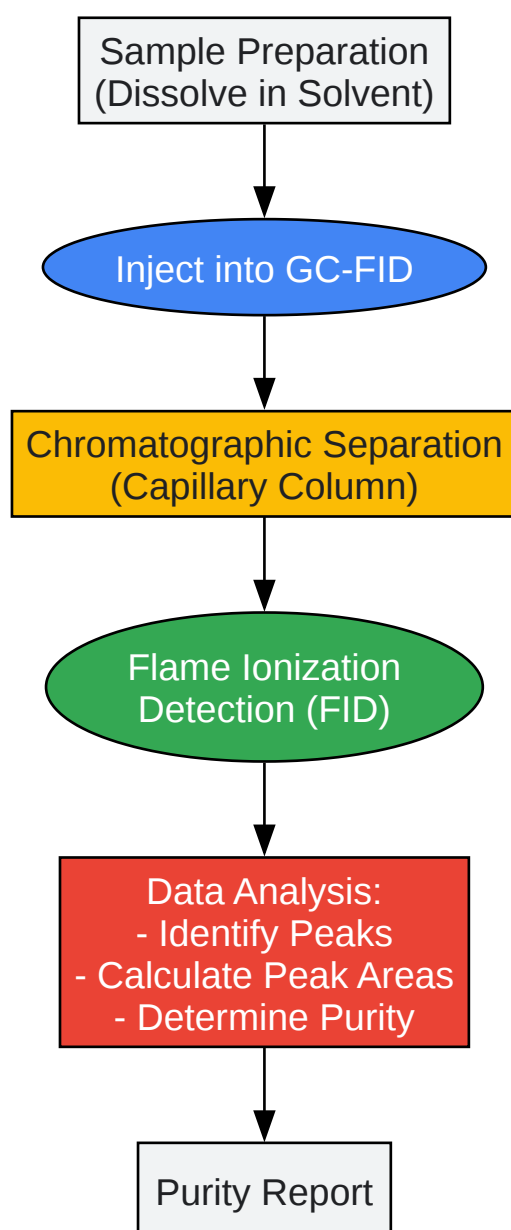 Sample Preparation
(Dissolve in Solvent)
Inject into GC-FID
Chromatographic Separation
(Capillary Column)
Flame Ionization
Detection (FID)
Data Analysis:
- Identify Peaks
- Calculate Peak Areas
- Determine Purity
Purity Report